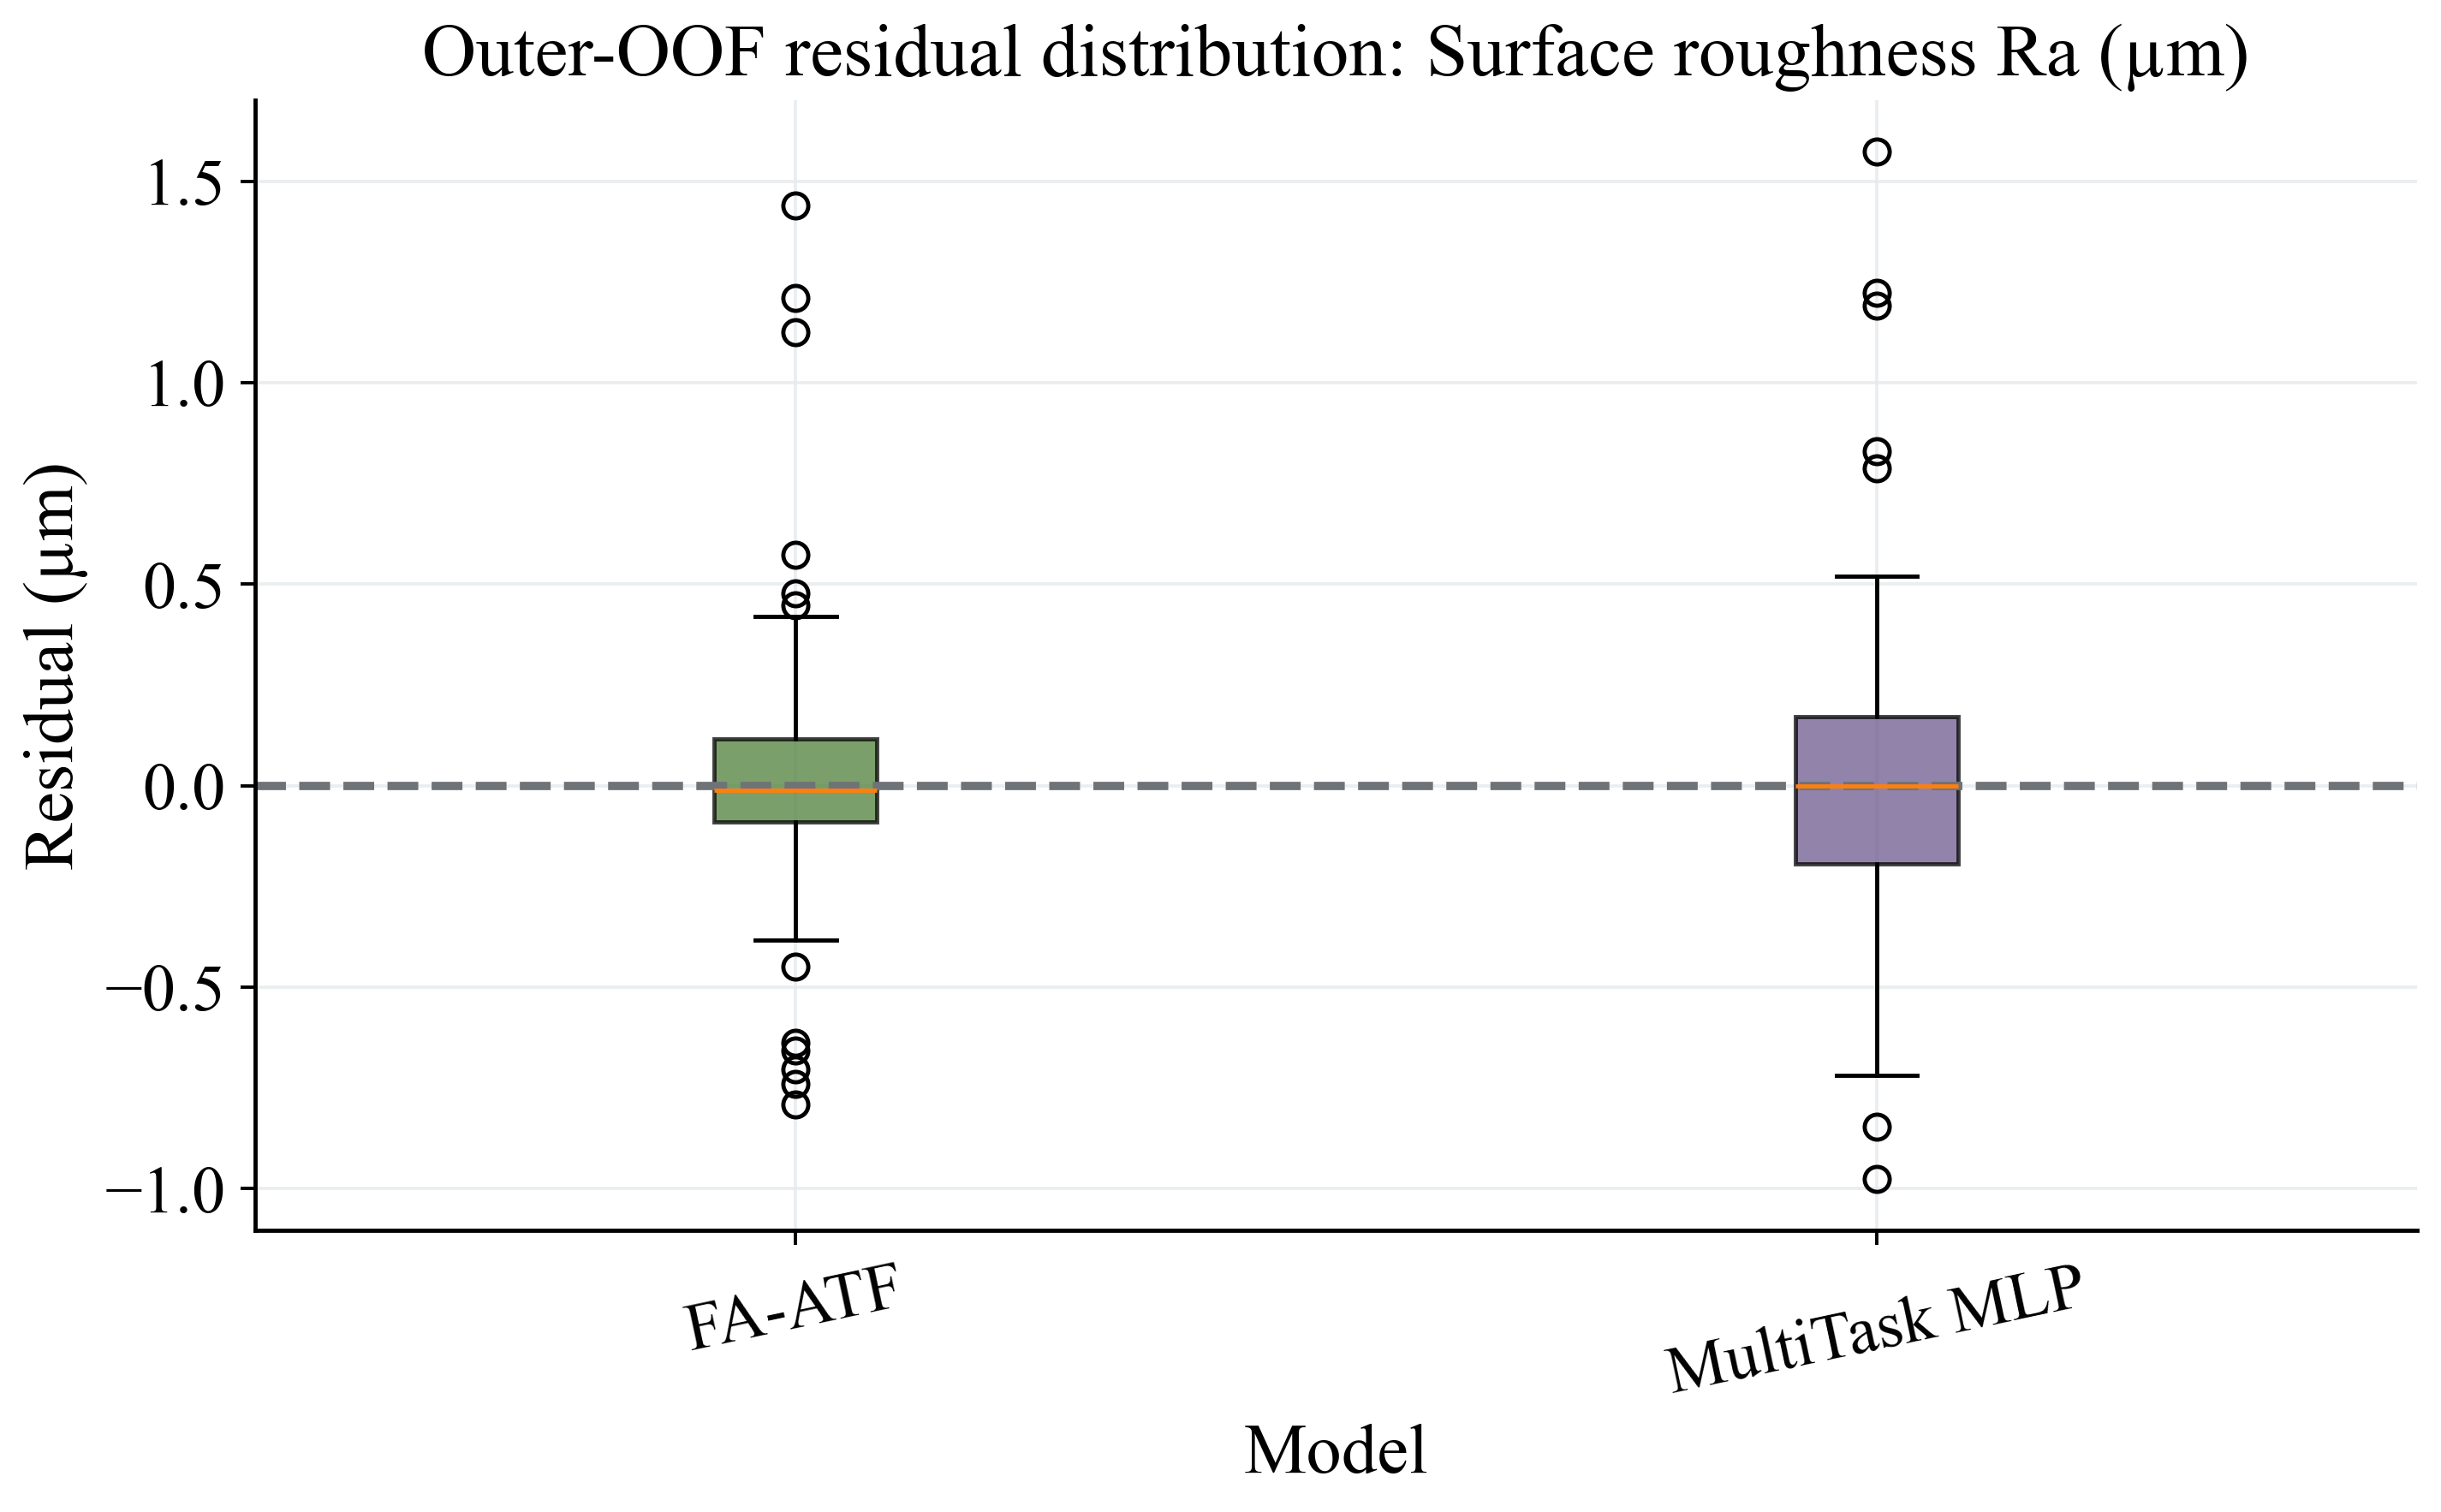 Outer-OOF residual distribution: Surface roughness Ra (μm)
Residual (μm)
1.5
1.0
0.5
0.0
−0.5
−1.0
FA-ATF
MultiTask MLP
Model